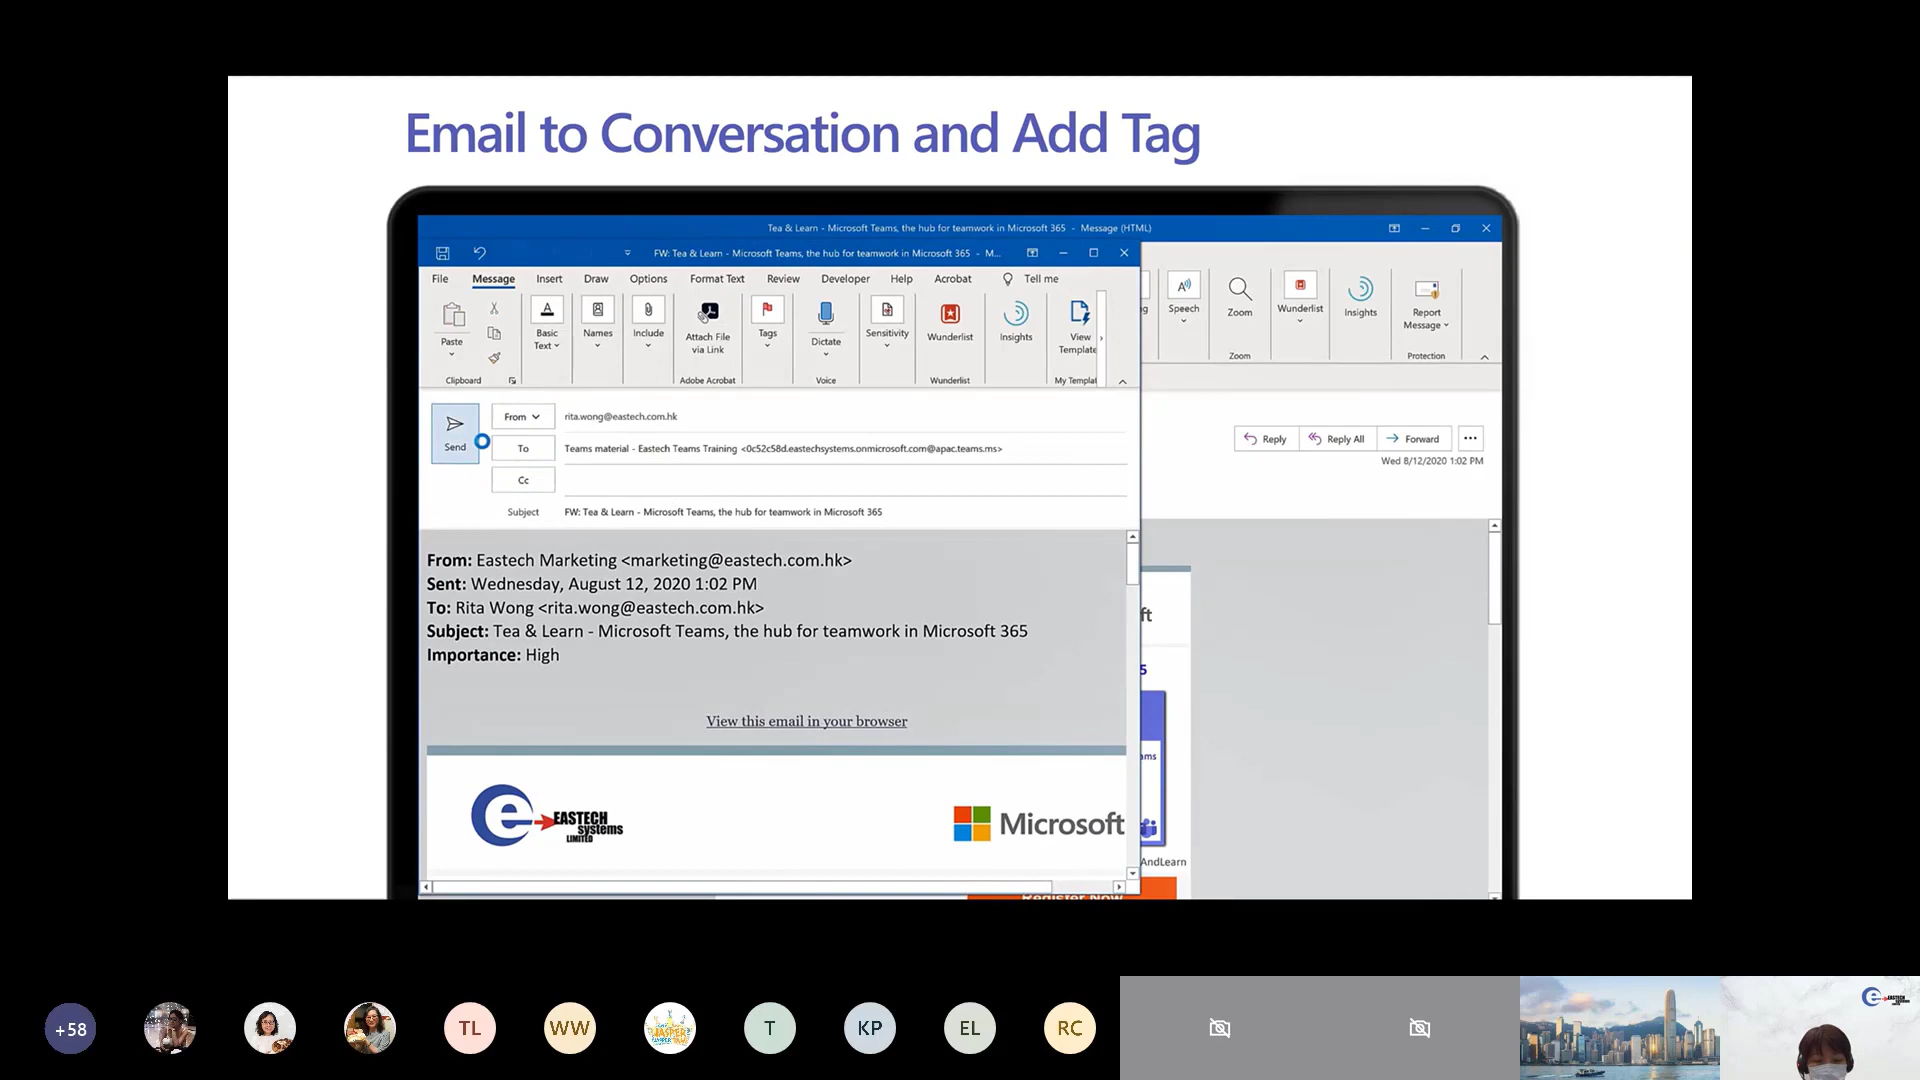 Email to Conversation and Add Tag
Tea & Learn - Microsoft Teams, the hub for teamwork in Microsoft 365 - Message (HTML)
FW: Tea & Learn - Microsoft Teams, the hub for teamwork in Microsoft 365 - M...
File Message Insert Draw Options Format Text Review Developer Help Acrobat Tell me
Paste
Clipboard
Basic
Text
Names
Include
Attach File
via Link
Adobe Acrobat
Tags
Dictate
Voice
Sensitivity
Wunderlist
Wunderlist
Insights
View
Template
My Templat
Speech
Zoom
Zoom
Wunderlist
Insights
Report
Message
Protection
Send
From rita.wong@eastech.com.hk
To Teams material - Eastech Teams Training <0c52c58d.eastechsystems.onmicrosoft.com@apac.teams.ms>
Cc
Subject FW: Tea & Learn - Microsoft Teams, the hub for teamwork in Microsoft 365
Reply Reply All Forward ...
Wed 8/12/2020 1:02 PM
From: Eastech Marketing <marketing@eastech.com.hk>
Sent: Wednesday, August 12, 2020 1:02 PM
To: Rita Wong <rita.wong@eastech.com.hk>
Subject: Tea & Learn - Microsoft Teams, the hub for teamwork in Microsoft 365
Importance: High
View this email in your browser
e EASTECH
systems
LIMITED
Microsoft
ft
5
ams
AndLearn
Register Now
+58
TL
WW
JASPER
T
KP
EL
RC